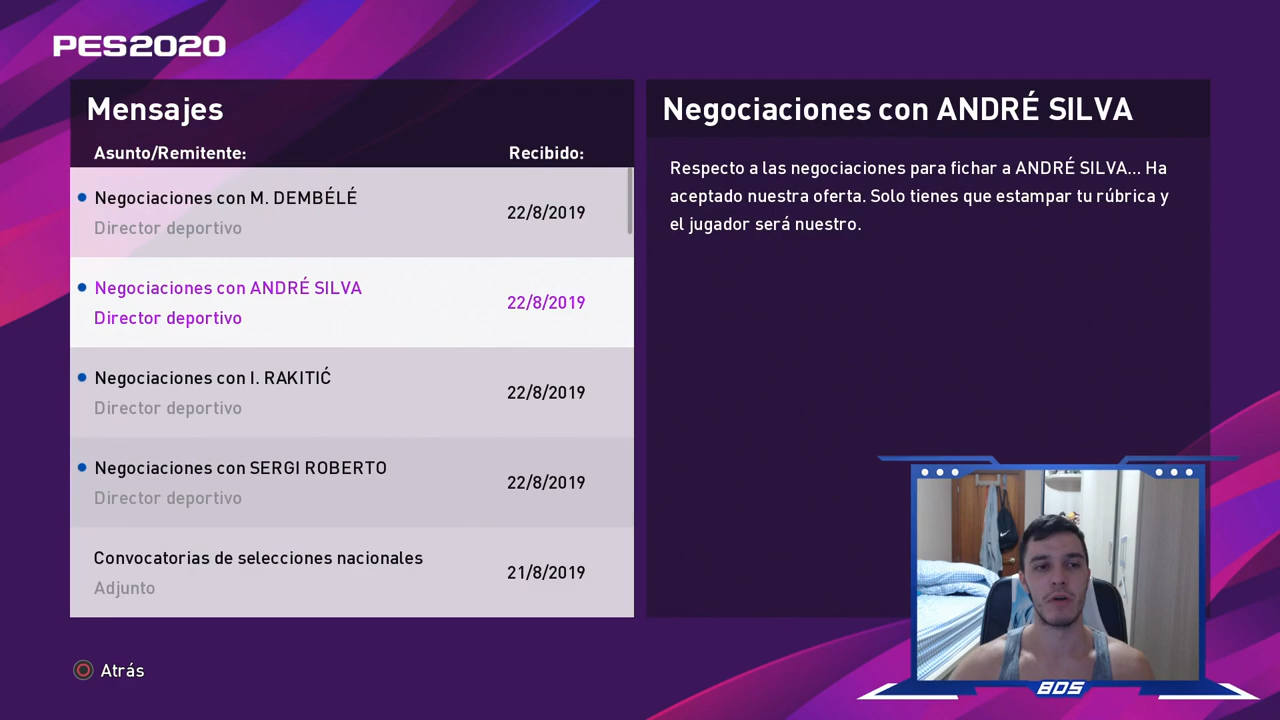 PES2020
Mensajes
Asunto/Remitente: Recibido:
Negociaciones con M. DEMBÉLÉ
Director deportivo
22/8/2019
Negociaciones con ANDRÉ SILVA
Director deportivo
22/8/2019
Negociaciones con I. RAKITIĆ
Director deportivo
22/8/2019
Negociaciones con SERGI ROBERTO
Director deportivo
22/8/2019
Convocatorias de selecciones nacionales
Adjunto
21/8/2019
Negociaciones con ANDRÉ SILVA
Respecto a las negociaciones para fichar a ANDRÉ SILVA... Ha
aceptado nuestra oferta. Solo tienes que estampar tu rúbrica y
el jugador será nuestro.
Atrás
BDS